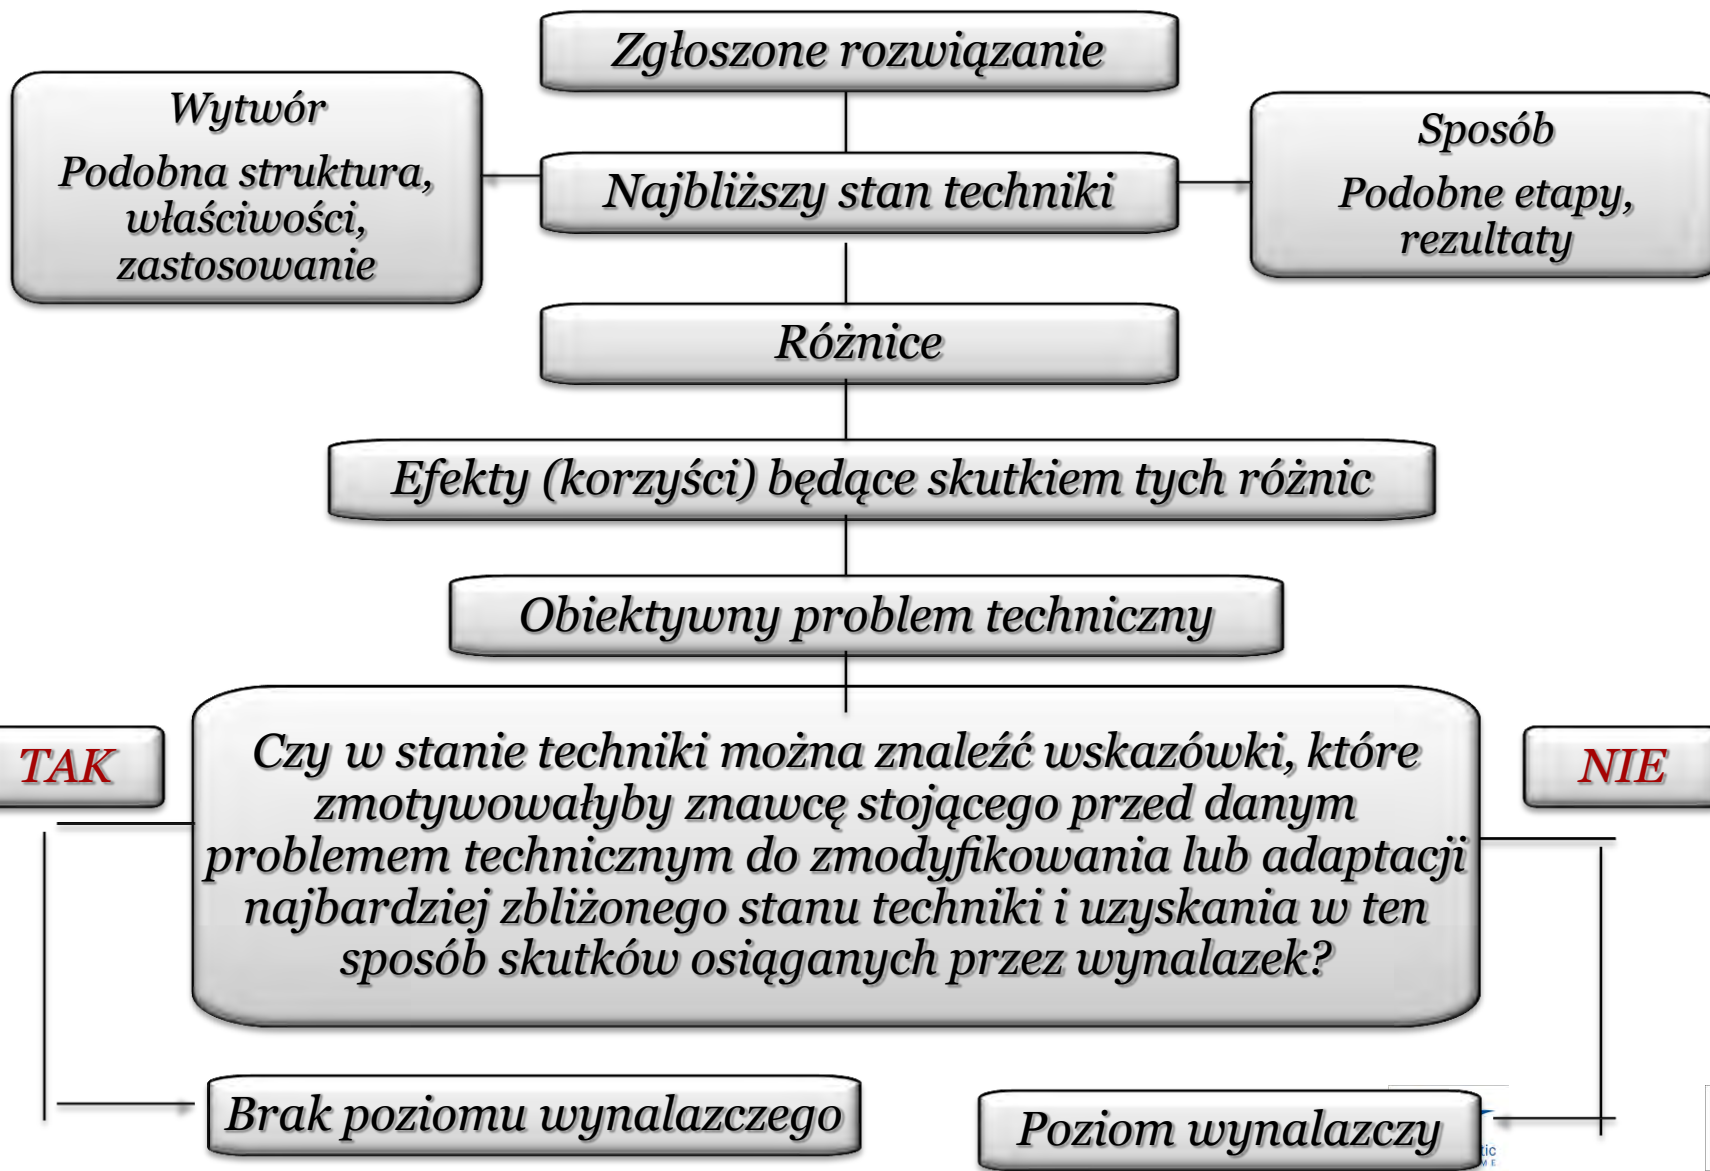 Zgłoszone rozwiązanie
Wytwór
Podobna struktura,
właściwości,
zastosowanie
Najbliższy stan techniki
Sposób
Podobne etapy,
rezultaty
Różnice
Efekty (korzyści) będące skutkiem tych różnic
Obiektywny problem techniczny
TAK
Czy w stanie techniki można znaleźć wskazówki, które
zmotywowałyby znawcę stojącego przed danym
problemem technicznym do zmodyfikowania lub adaptacji
najbardziej zbliżonego stanu techniki i uzyskania w ten
sposób skutków osiąganych przez wynalazek?
NIE
Brak poziomu wynalazczego
Poziom wynalazczy